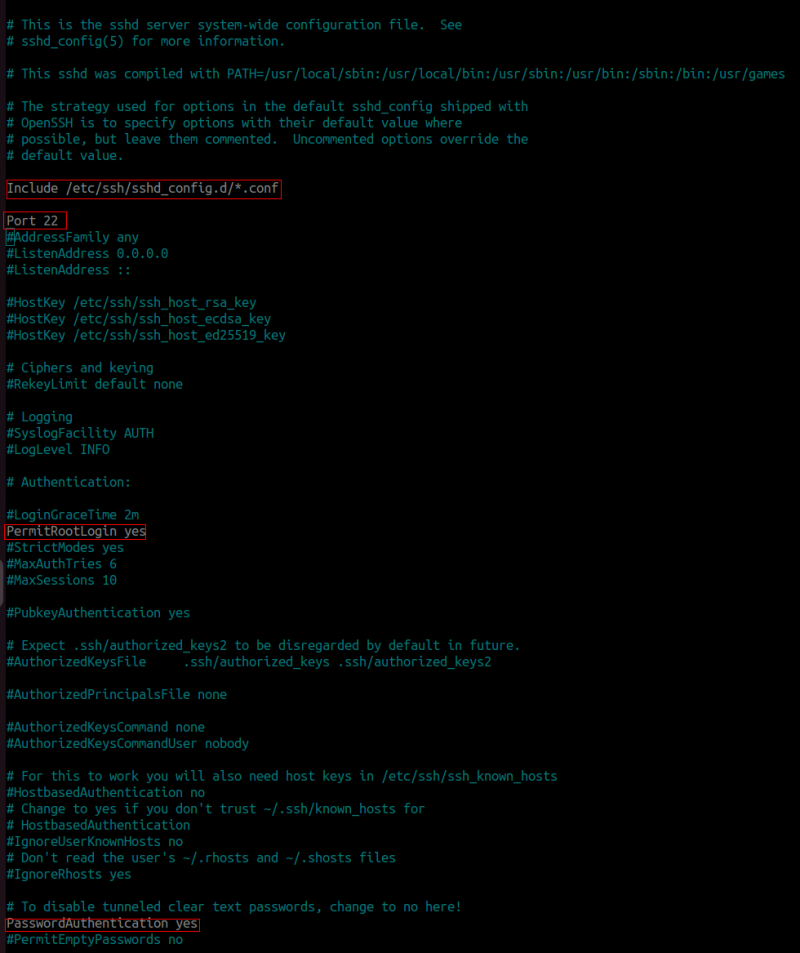 # This is the sshd server system-wide configuration file.  See
# sshd_config(5) for more information.
# This sshd was compiled with PATH=/usr/local/sbin:/usr/local/bin:/usr/sbin:/usr/bin:/sbin:/bin:/usr/games
# The strategy used for options in the default sshd_config shipped with
# OpenSSH is to specify options with their default value where
# possible, but leave them commented.  Uncommented options override the
# default value.
Include /etc/ssh/sshd_config.d/*.conf
Port 22
#AddressFamily any
#ListenAddress 0.0.0.0
#ListenAddress ::
#HostKey /etc/ssh/ssh_host_rsa_key
#HostKey /etc/ssh/ssh_host_ecdsa_key
#HostKey /etc/ssh/ssh_host_ed25519_key
# Ciphers and keying
#RekeyLimit default none
# Logging
#SyslogFacility AUTH
#LogLevel INFO
# Authentication:
#LoginGraceTime 2m
PermitRootLogin yes
#StrictModes yes
#MaxAuthTries 6
#MaxSessions 10
#PubkeyAuthentication yes
# Expect .ssh/authorized_keys2 to be disregarded by default in future.
#AuthorizedKeysFile     .ssh/authorized_keys .ssh/authorized_keys2
#AuthorizedPrincipalsFile none
#AuthorizedKeysCommand none
#AuthorizedKeysCommandUser nobody
# For this to work you will also need host keys in /etc/ssh/ssh_known_hosts
#HostbasedAuthentication no
# Change to yes if you don't trust ~/.ssh/known_hosts for
# HostbasedAuthentication
#IgnoreUserKnownHosts no
# Don't read the user's ~/.rhosts and ~/.shosts files
#IgnoreRhosts yes
# To disable tunneled clear text passwords, change to no here!
PasswordAuthentication yes
#PermitEmptyPasswords no